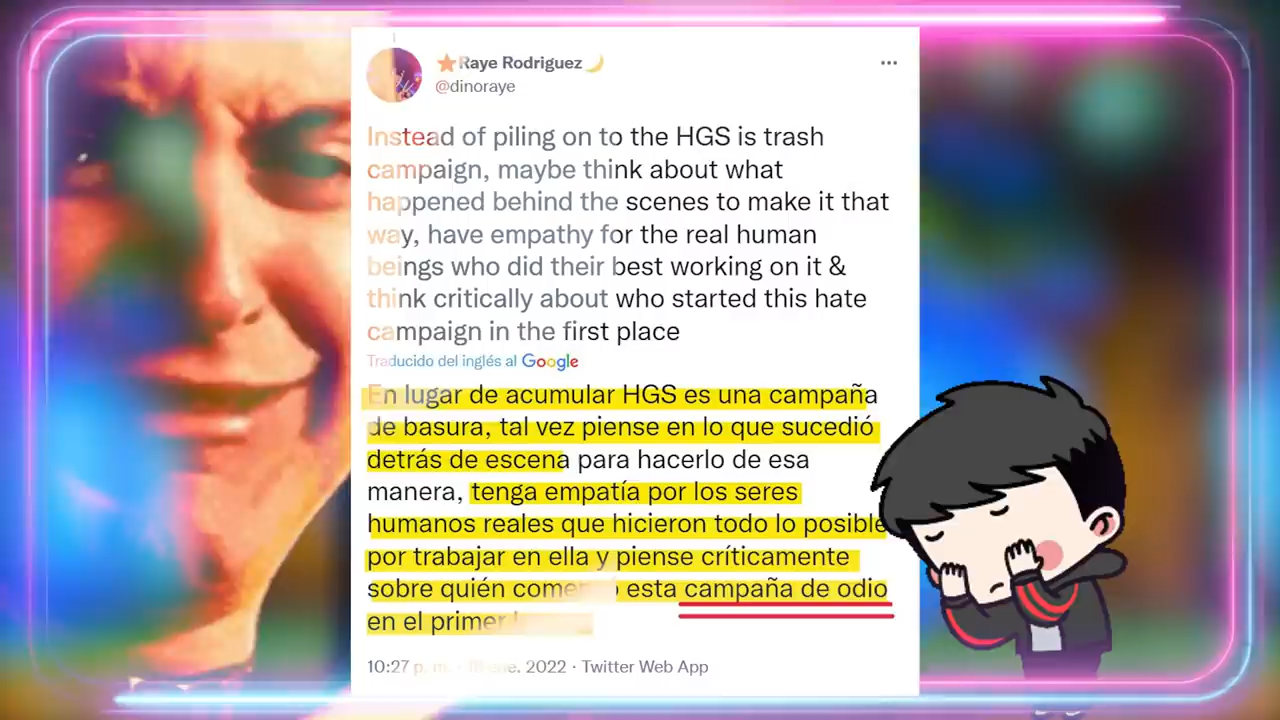 Raye Rodriguez
@dinoraye
Instead of piling on to the HGS is trash
campaign, maybe think about what
happened behind the scenes to make it that
way, have empathy for the real human
beings who did their best working on it &
think critically about who started this hate
campaign in the first place
Traducido del inglés al Google
En lugar de acumular HGS es una campaña
de basura, tal vez piense en lo que sucedió
detrás de escena para hacerlo de esa
manera, tenga empatía por los seres
humanos reales que hicieron todo lo posible
por trabajar en ella y piense críticamente
sobre quién esta campaña de odio
en el primer
10:27 p. m. · ene. 2022 · Twitter Web App